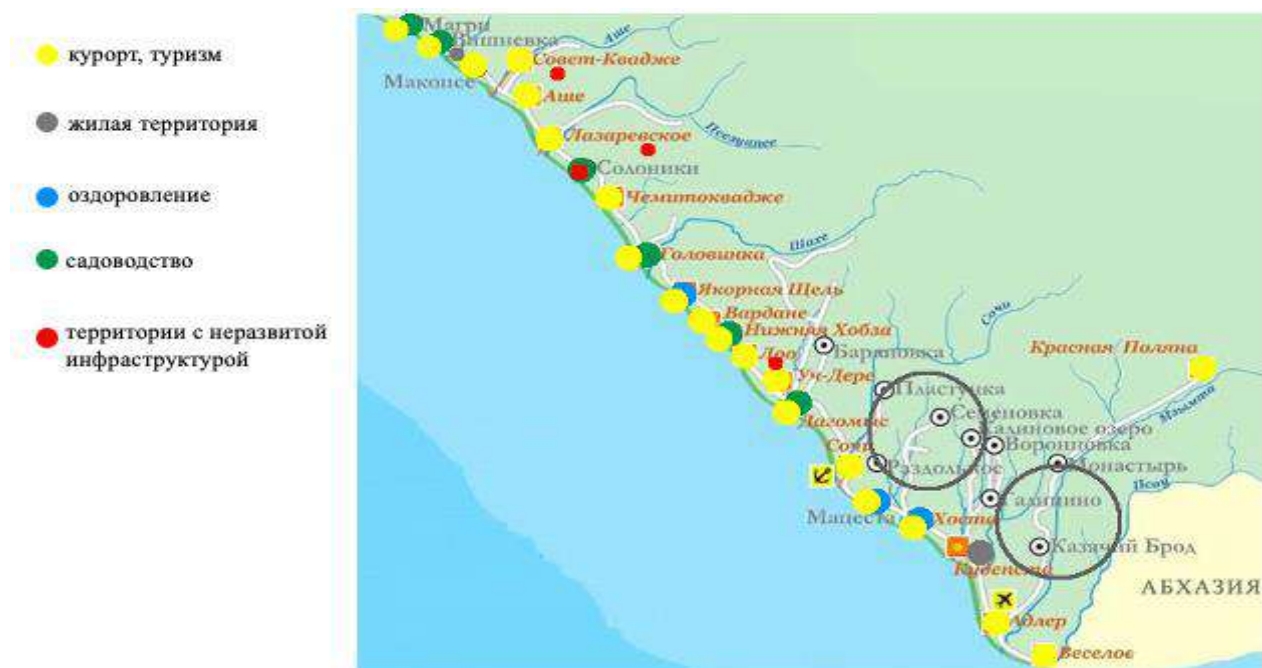 курорт, туризм
жилая территория
оздоровление
садоводство
территории с неразвитой
инфраструктурой
Магри
Вишневка
Аше
Совет-Квадже
Макопсе
Аше
Лазаревское
Псезуапсе
Солоники
Чемитоквадже
Шахе
Головинка
Якорная Щель
Вардане
Нижняя Хобза
Сочи
Лоо
Барановка
Красная Поляна
Уч-Дере
Пластунка
Мзымта
Семеновка
Дагомыс
Калиновое озеро
Воронцовка
Сочи
Раздольное
Монастырь
Псоу
Галицино
Мацеста
Хоста
Казачий Брод
Кудепста
АБХАЗИЯ
Адлер
Веселое